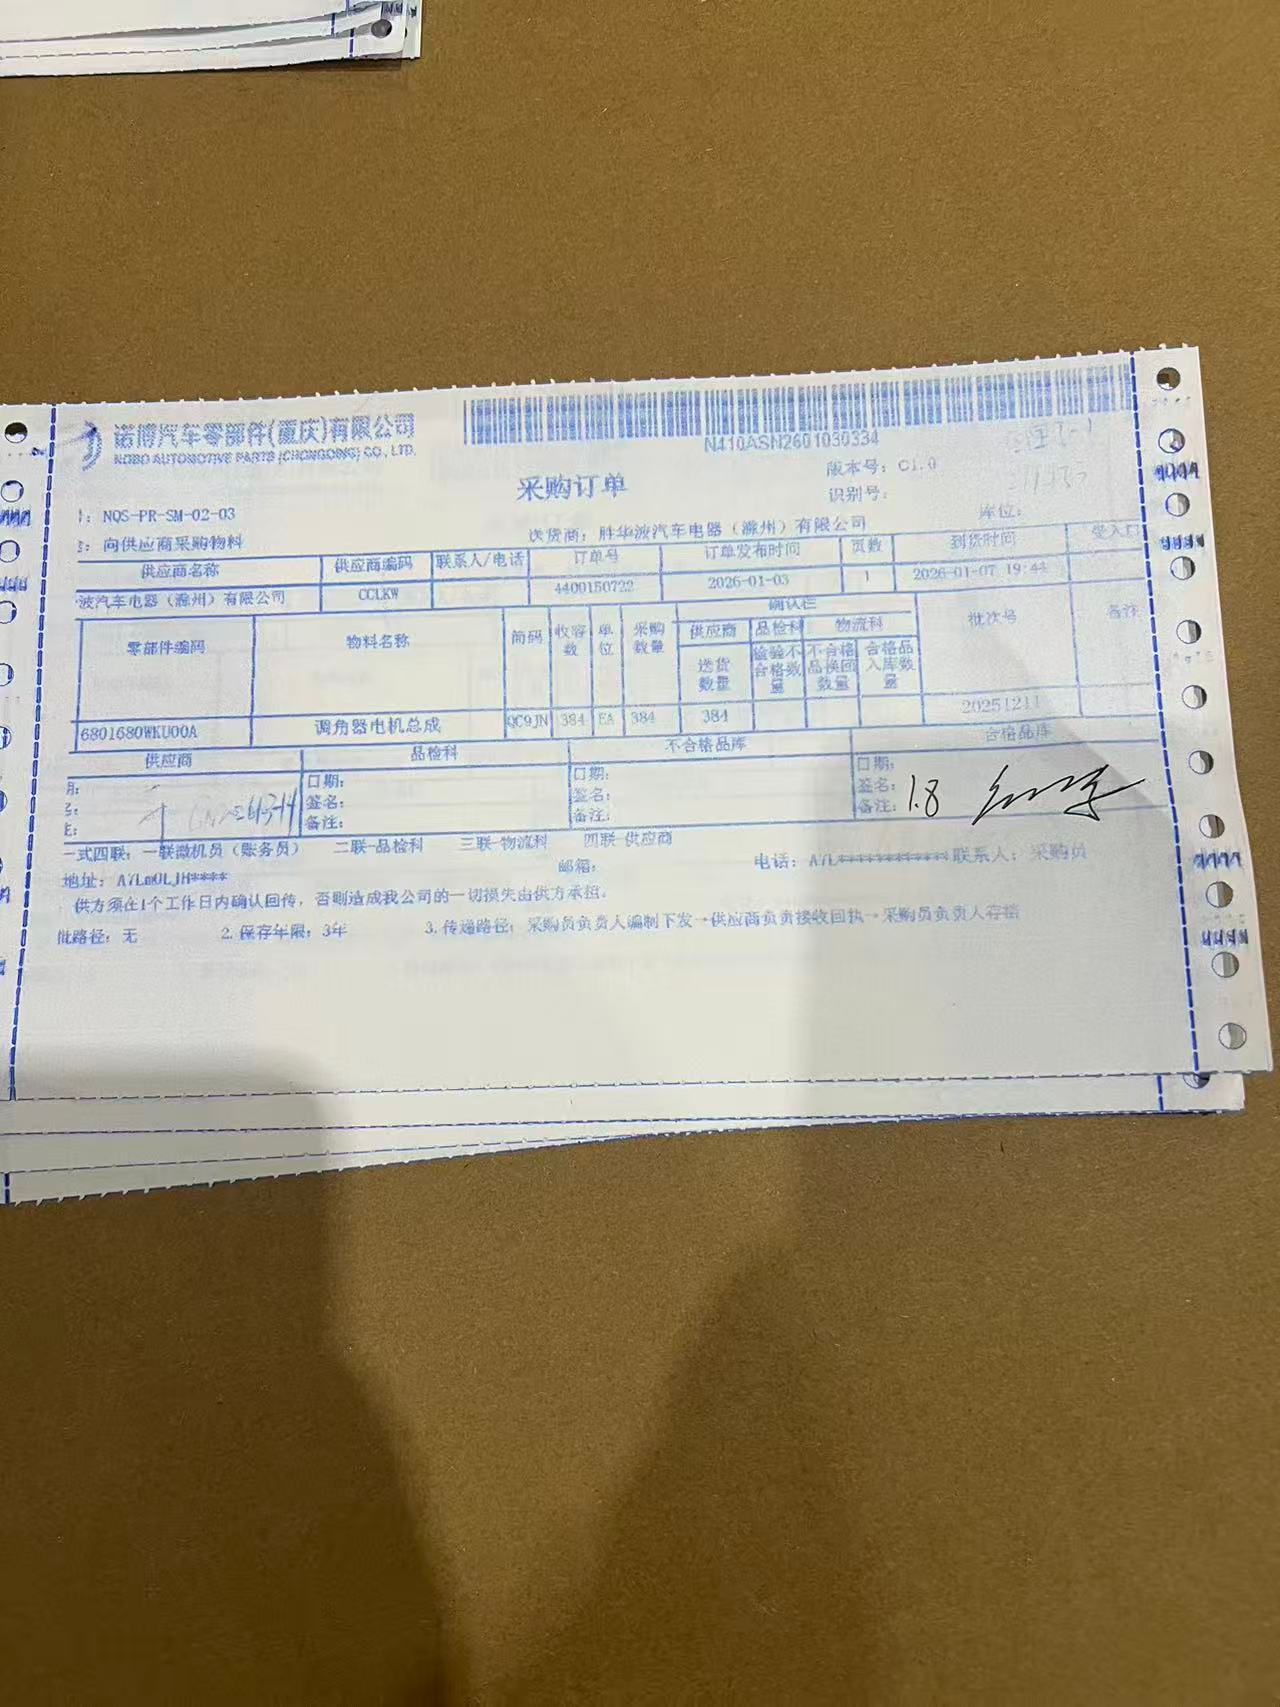 诺博汽车零部件(重庆)有限公司
NOBO AUTOMOTIVE PARTS (CHONGQING) CO., LTD.
N410ASN2601030334
采购订单
版本号: C1.0
识别号:
库位:
: NQS-PR-SM-02-03
: 向供应商采购物料
送货商: 胜华波汽车电器(滁州)有限公司
供应商名称 供应商编码 联系人/电话 订单号 订单发布时间 页数 到货时间 受入
波汽车电器(滁州)有限公司 CCLKW 4400150722 2026-01-03 1 2026-01-07 19:44
零部件编码 物料名称 简码 收容数 单位 采购数量 确认栏 批次号 备注
供应商 品检科 物流科
送货数量 检验不合格数量 不合格品换回数量 合格品入库数量
6801680WKU00A 调角器电机总成 QC9JN 384 EA 384 384 20251211
供应商 品检科 不合格品库 合格品库
日期: 日期: 日期:
签名: 签名: 签名: 1.8
备注: 备注: 备注:
一式四联: 一联微机员(账务员) 二联-品检科 三联-物流科 四联-供应商
地址: A7LmULJH**** 邮箱: 电话: A7L************ 联系人: 采购员
供方须在1个工作日内确认回传,否则造成我公司的一切损失由供方承担。
批路径: 无 2.保存年限: 3年 3.传递路径: 采购员负责人编制下发→供应商负责接收回执→采购员负责人存档